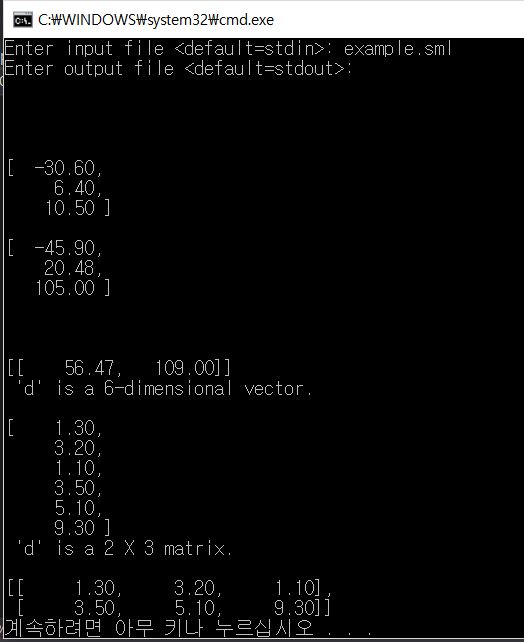 C:₩WINDOWS₩system32₩cmd.exe
Enter input file <default=stdin>: example.sml
Enter output file <default=stdout>:
[ -30.60,
6.40,
10.50 ]
[ -45.90,
20.48,
105.00 ]
[[ 56.47, 109.00]]
'd' is a 6-dimensional vector.
[ 1.30,
3.20,
1.10,
3.50,
5.10,
9.30 ]
'd' is a 2 X 3 matrix.
[[ 1.30, 3.20, 1.10],
[ 3.50, 5.10, 9.30]]
계속하려면 아무 키나 누르십시오 . . .